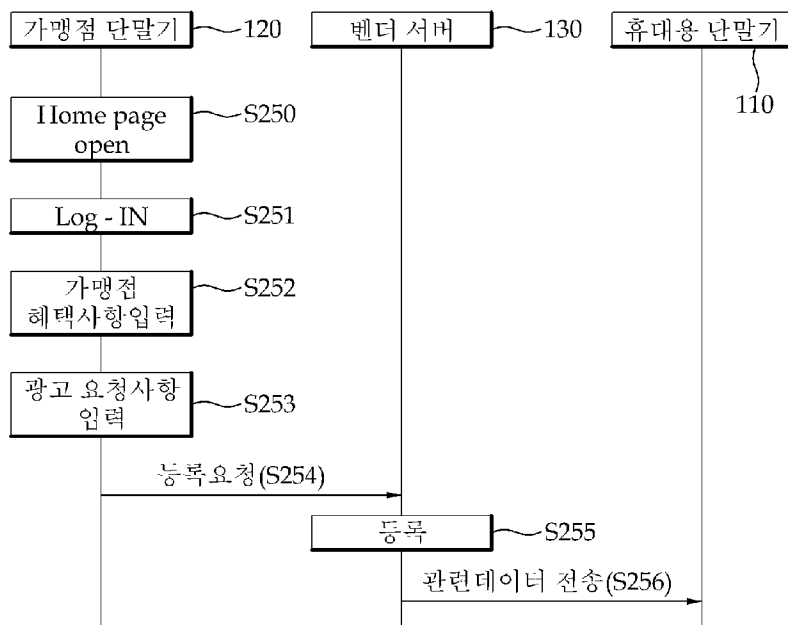 가맹점 단말기 120
벤더 서버 130
휴대용 단말기
110
Home page
open
S250
Log - IN S251
가맹점
혜택사항입력
S252
광고 요청사항
입력
S253
등록요청(S254)
등록 S255
관련데이터 전송(S256)